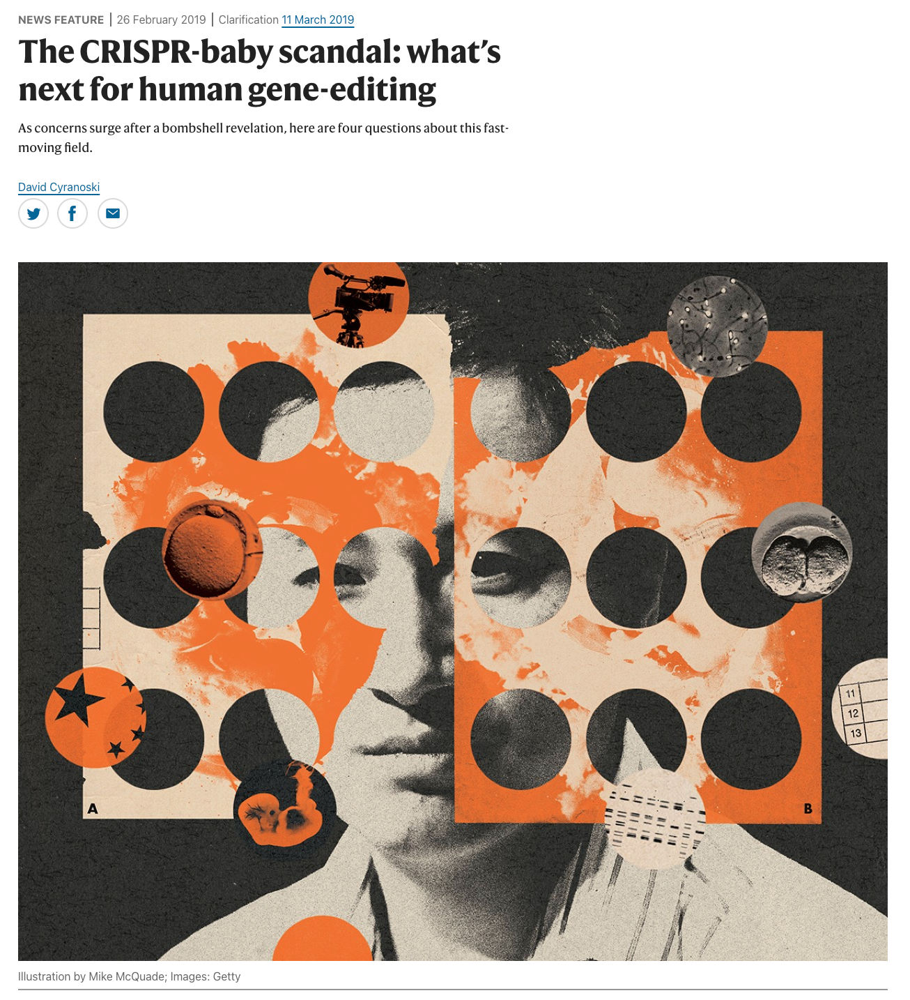 NEWS FEATURE | 26 February 2019 | Clarification 11 March 2019
The CRISPR-baby scandal: what’s
next for human gene-editing
As concerns surge after a bombshell revelation, here are four questions about this fast-
moving field.
David Cyranoski
11
12
13
A
B
Illustration by Mike McQuade; Images: Getty